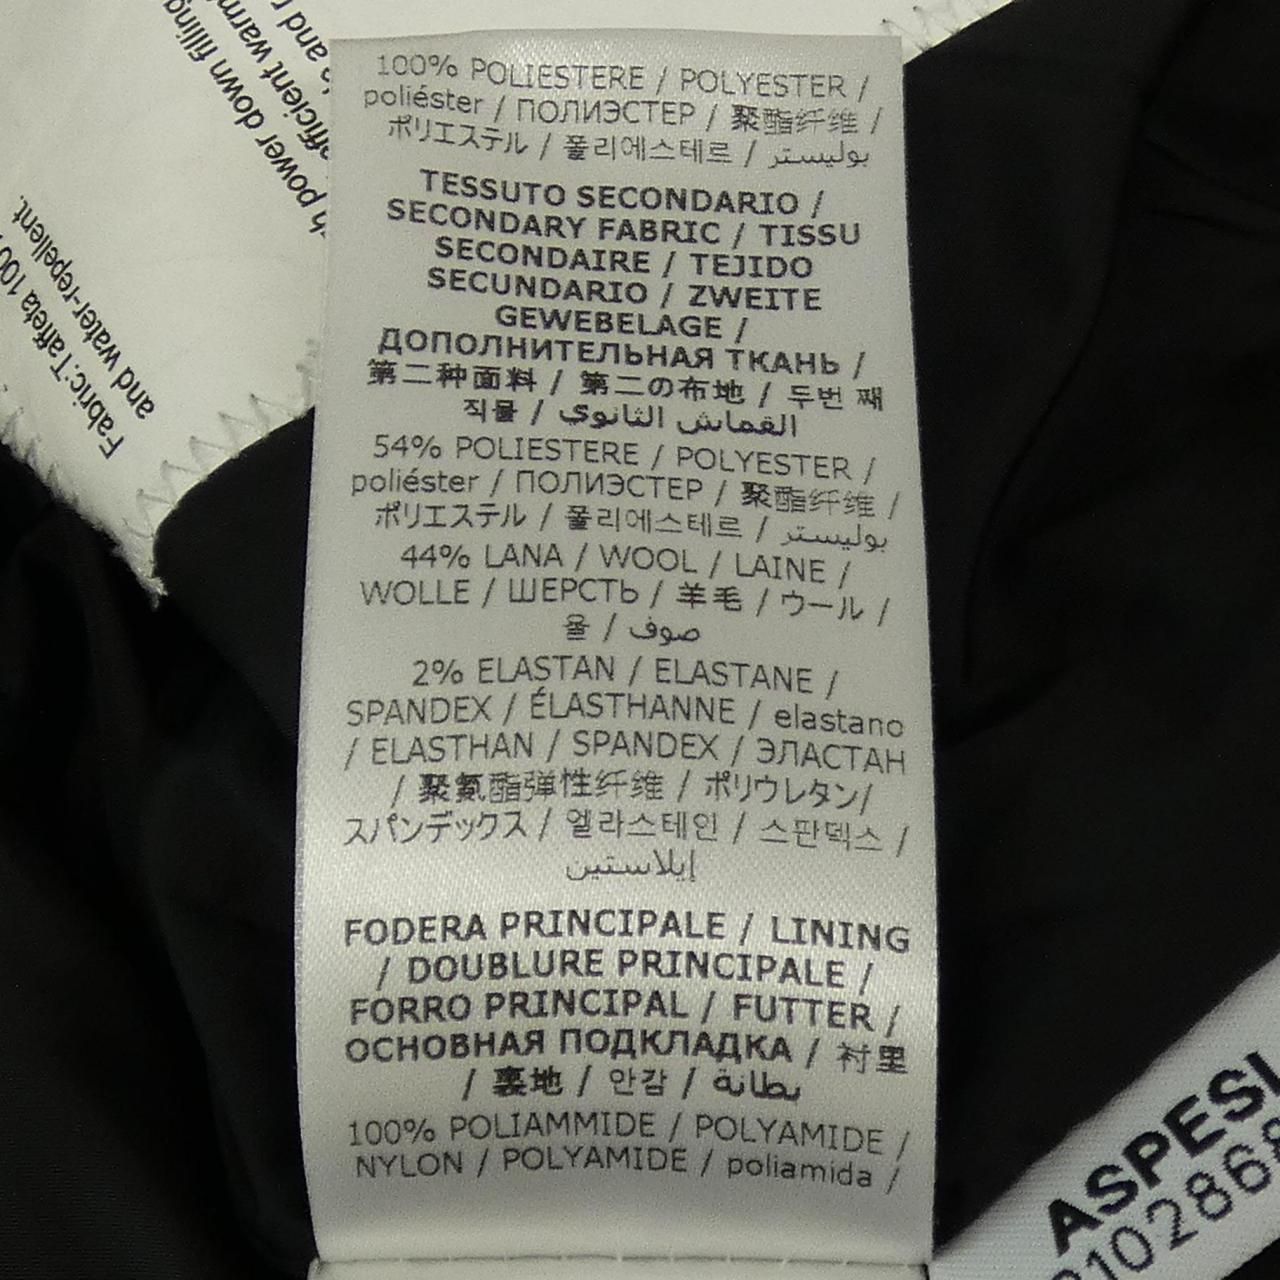 100% POLIESTERE / POLYESTER /
poliéster / ПОЛИЭСТЕР / 聚酯纤维 /
ポリエステル / 폴리에스테르 / بوليستر
TESSUTO SECONDARIO /
SECONDARY FABRIC / TISSU
SECONDAIRE / TEJIDO
SECUNDARIO / ZWEITE
GEWEBELAGE /
ДОПОЛНИТЕЛЬНАЯ ТКАНЬ /
第二种面料 / 第二の布地 / 두번 째
직물 / القماش الثانوي
54% POLIESTERE / POLYESTER /
poliéster / ПОЛИЭСТЕР / 聚酯纤维 /
ポリエステル / 폴리에스테르 / بوليستر
44% LANA / WOOL / LAINE /
WOLLE / ШЕРСТЬ / 羊毛 / ウール /
울 / صوف
2% ELASTAN / ELASTANE /
SPANDEX / ÉLASTHANNE / elastano
/ ELASTHAN / SPANDEX / ЭЛАСТАН
/ 聚氨酯弹性纤维 / ポリウレタン/
スパンデックス / 엘라스테인 / 스판덱스 /
إيلاستين
FODERA PRINCIPALE / LINING
/ DOUBLURE PRINCIPALE /
FORRO PRINCIPAL / FUTTER /
ОСНОВНАЯ ПОДКЛАДКА / 衬里
/ 裏地 / 안감 / بطانة
100% POLIAMMIDE / POLYAMIDE /
NYLON / POLYAMIDE / poliamida /
power down filling
efficient warm
and
Fabric:Taffeta 100
and water-repellent.
ASPESI
102868